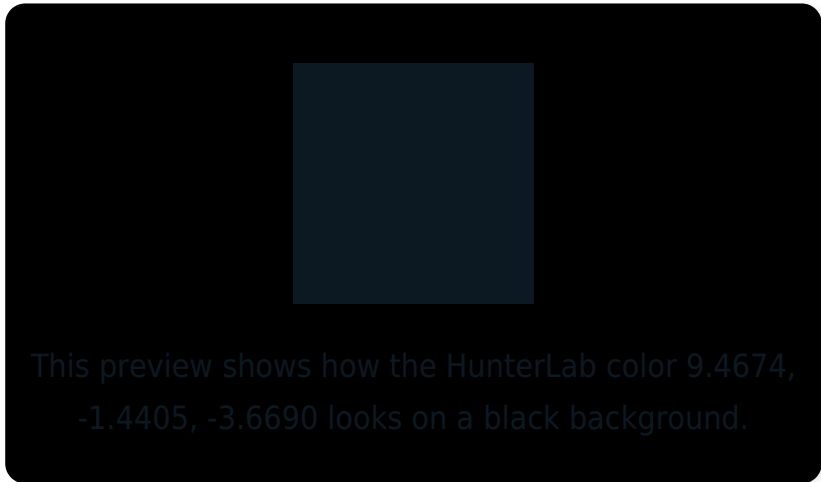 This preview shows how the HunterLab color 9.4674,
-1.4405, -3.6690 looks on a black background.